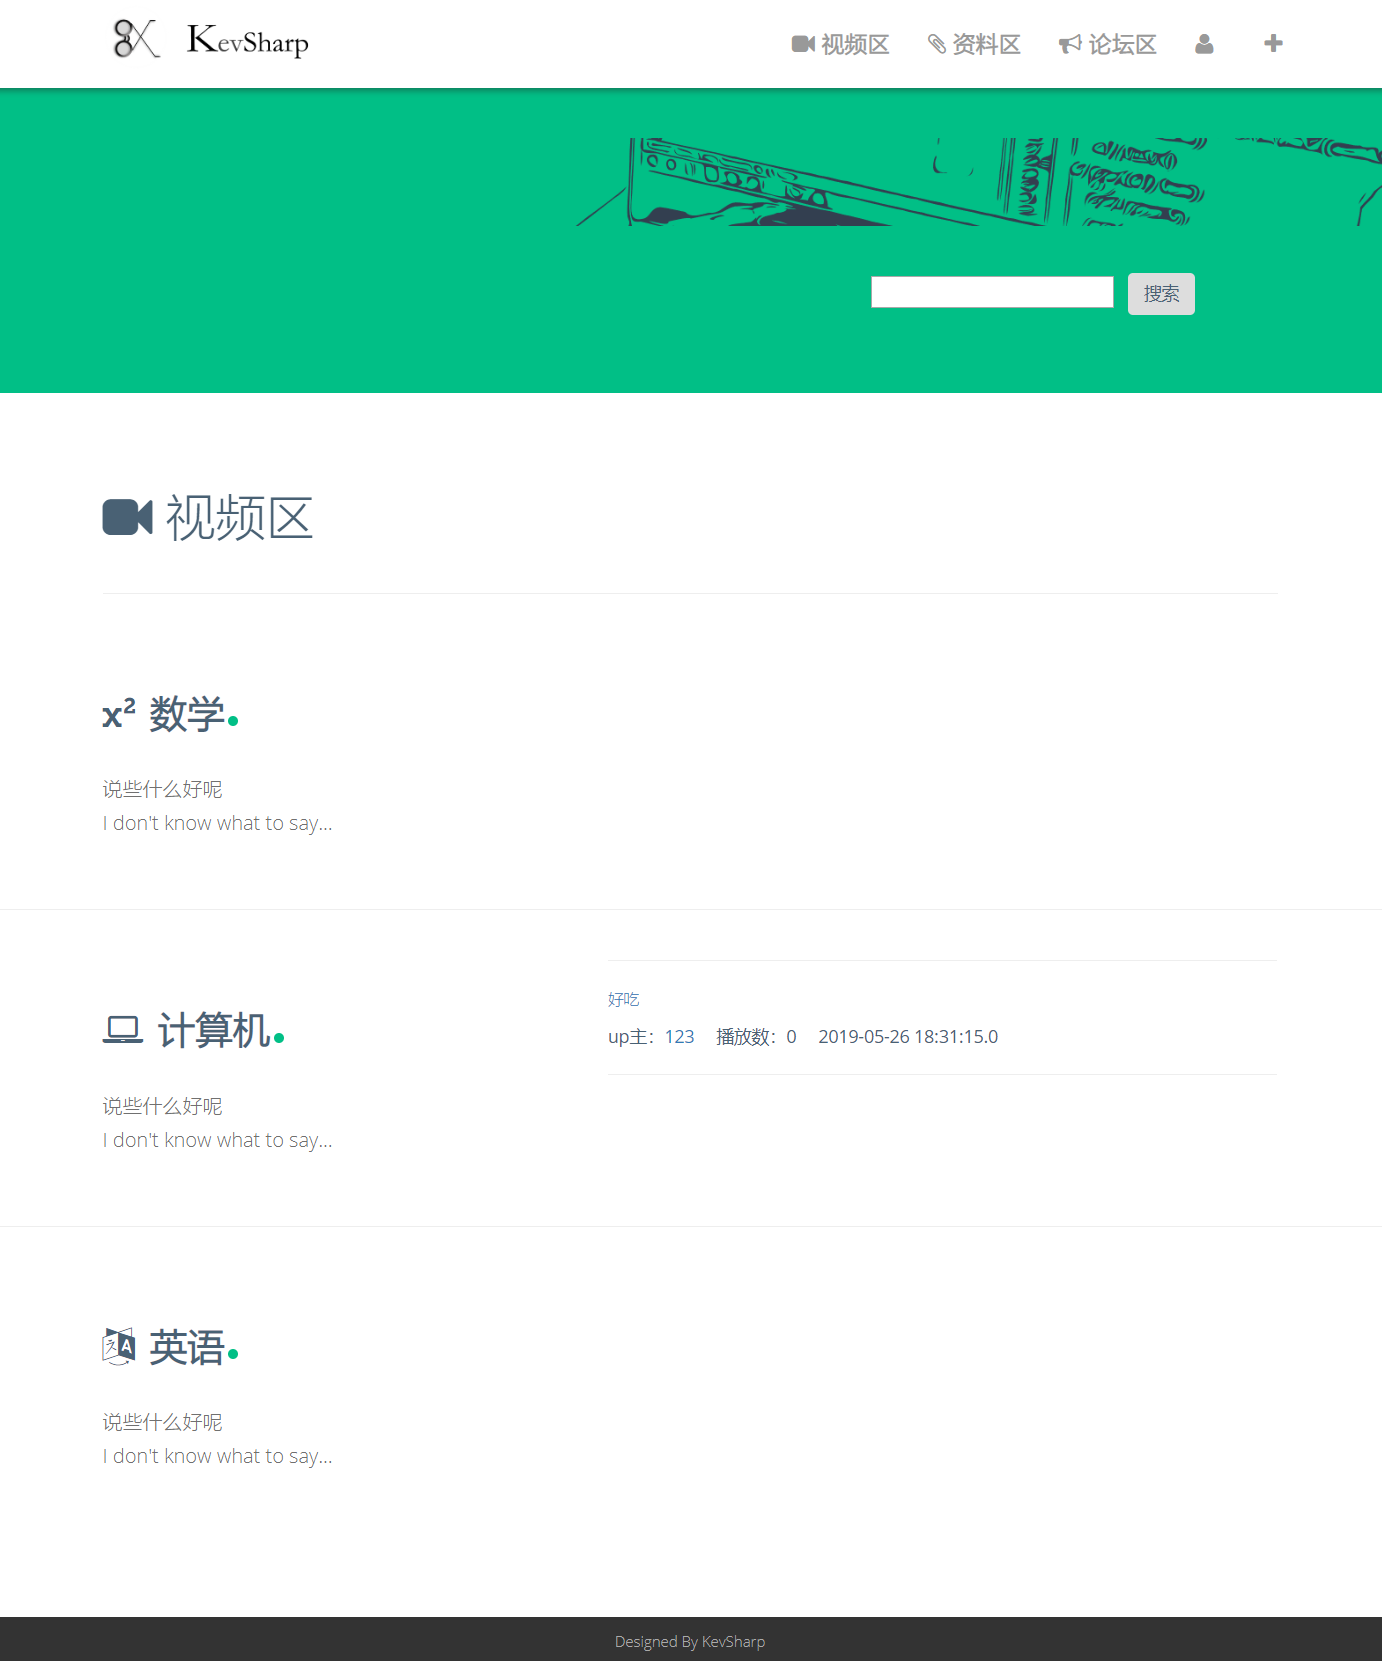 KevSharp
视频区
资料区
论坛区
搜索
视频区
x² 数学
说些什么好呢
I don't know what to say...
计算机
说些什么好呢
I don't know what to say...
好吃
up主：123 播放数：0 2019-05-26 18:31:15.0
英语
说些什么好呢
I don't know what to say...
Designed By KevSharp